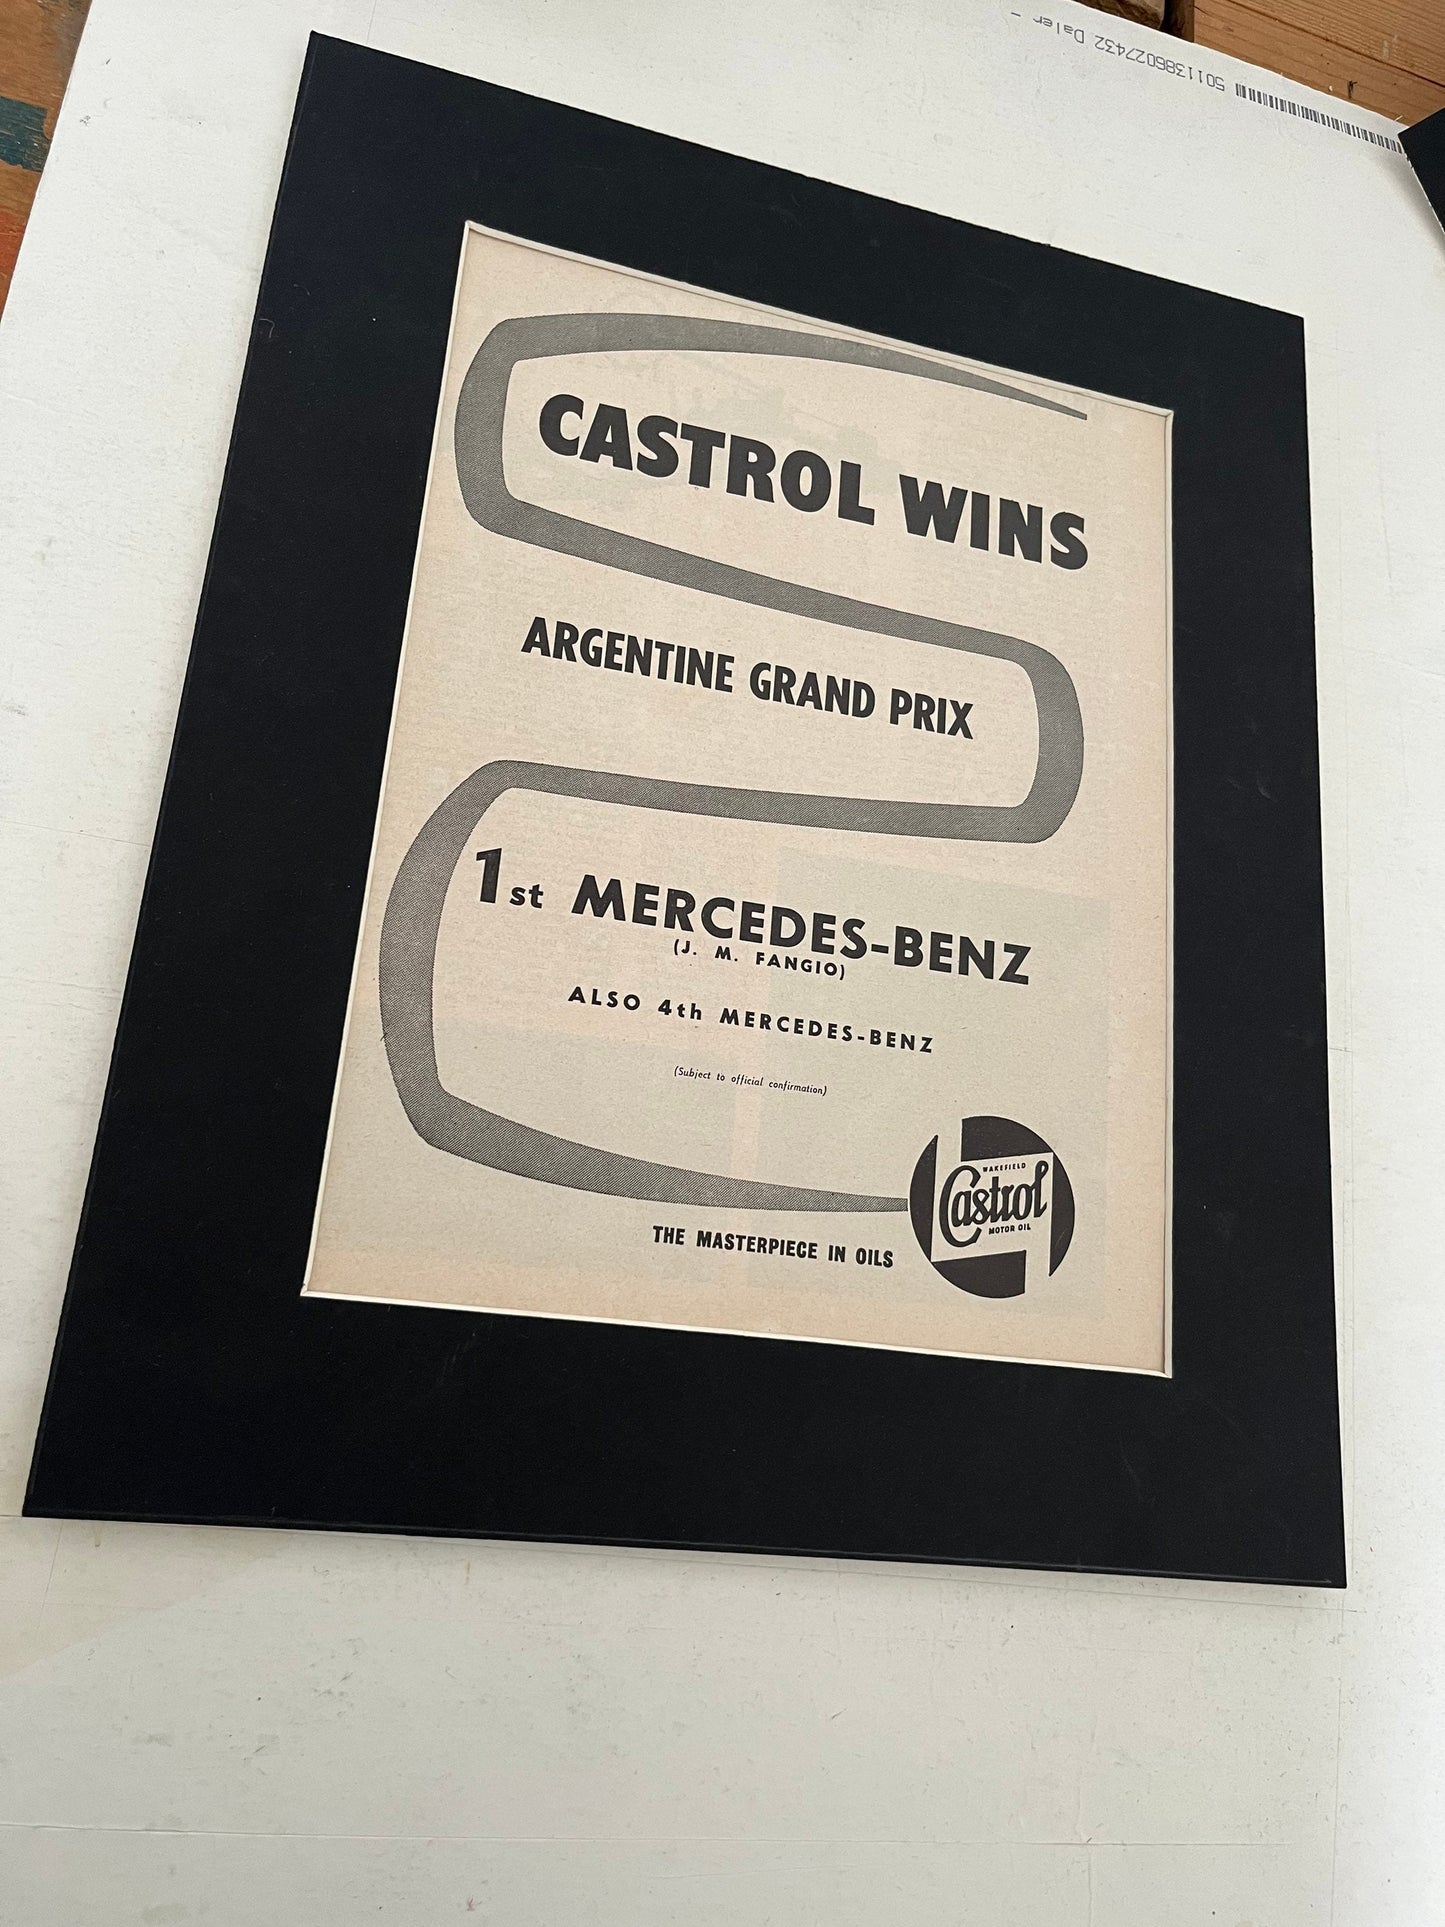 5011386027432 Daler -
CASTROL WINS
ARGENTINE GRAND PRIX
1st MERCEDES-BENZ
(J. M. FANGIO)
ALSO 4th MERCEDES-BENZ
(Subject to official confirmation)
WAKEFIELD
Castrol
MOTOR OIL
THE MASTERPIECE IN OILS